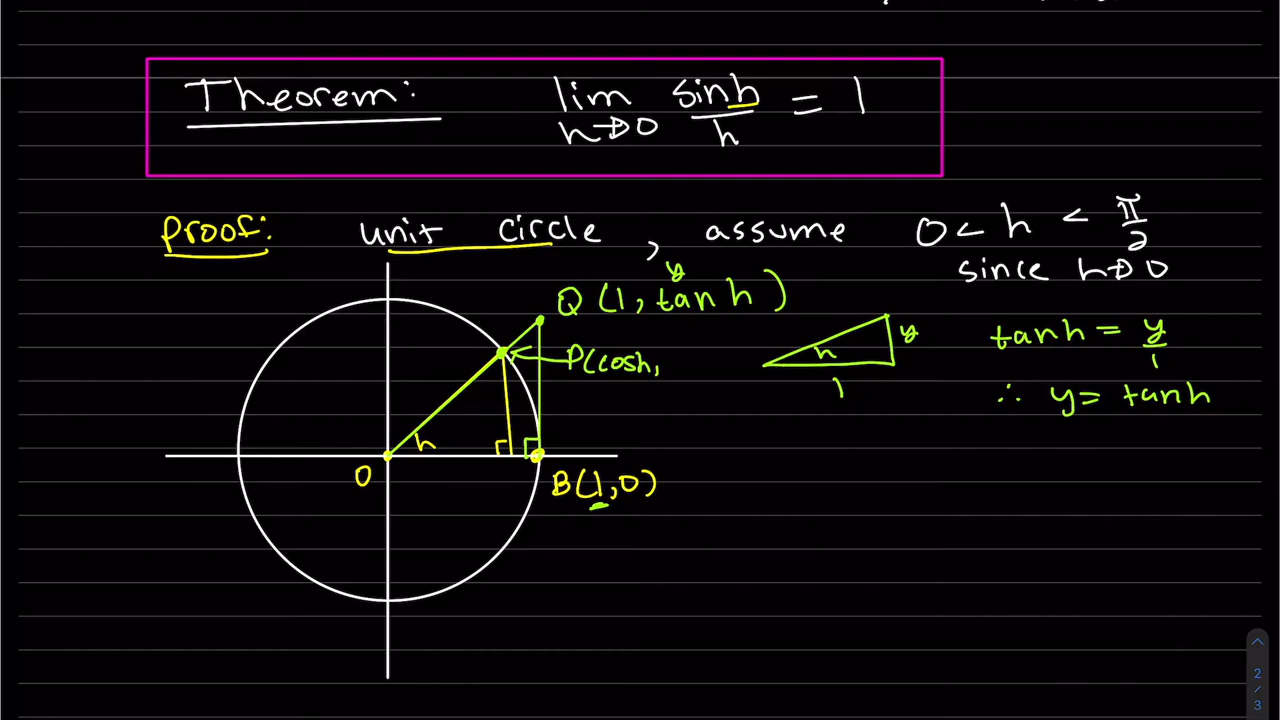 Theorem: lim h→0 sinh/h = 1
Proof: unit circle, assume 0 < h < π/2
since h→0
y
Q (1, tanh)
P(cosh,
h
y
h
1
tanh = y/1
∴ y = tanh
O
B(1,0)
2
/
3